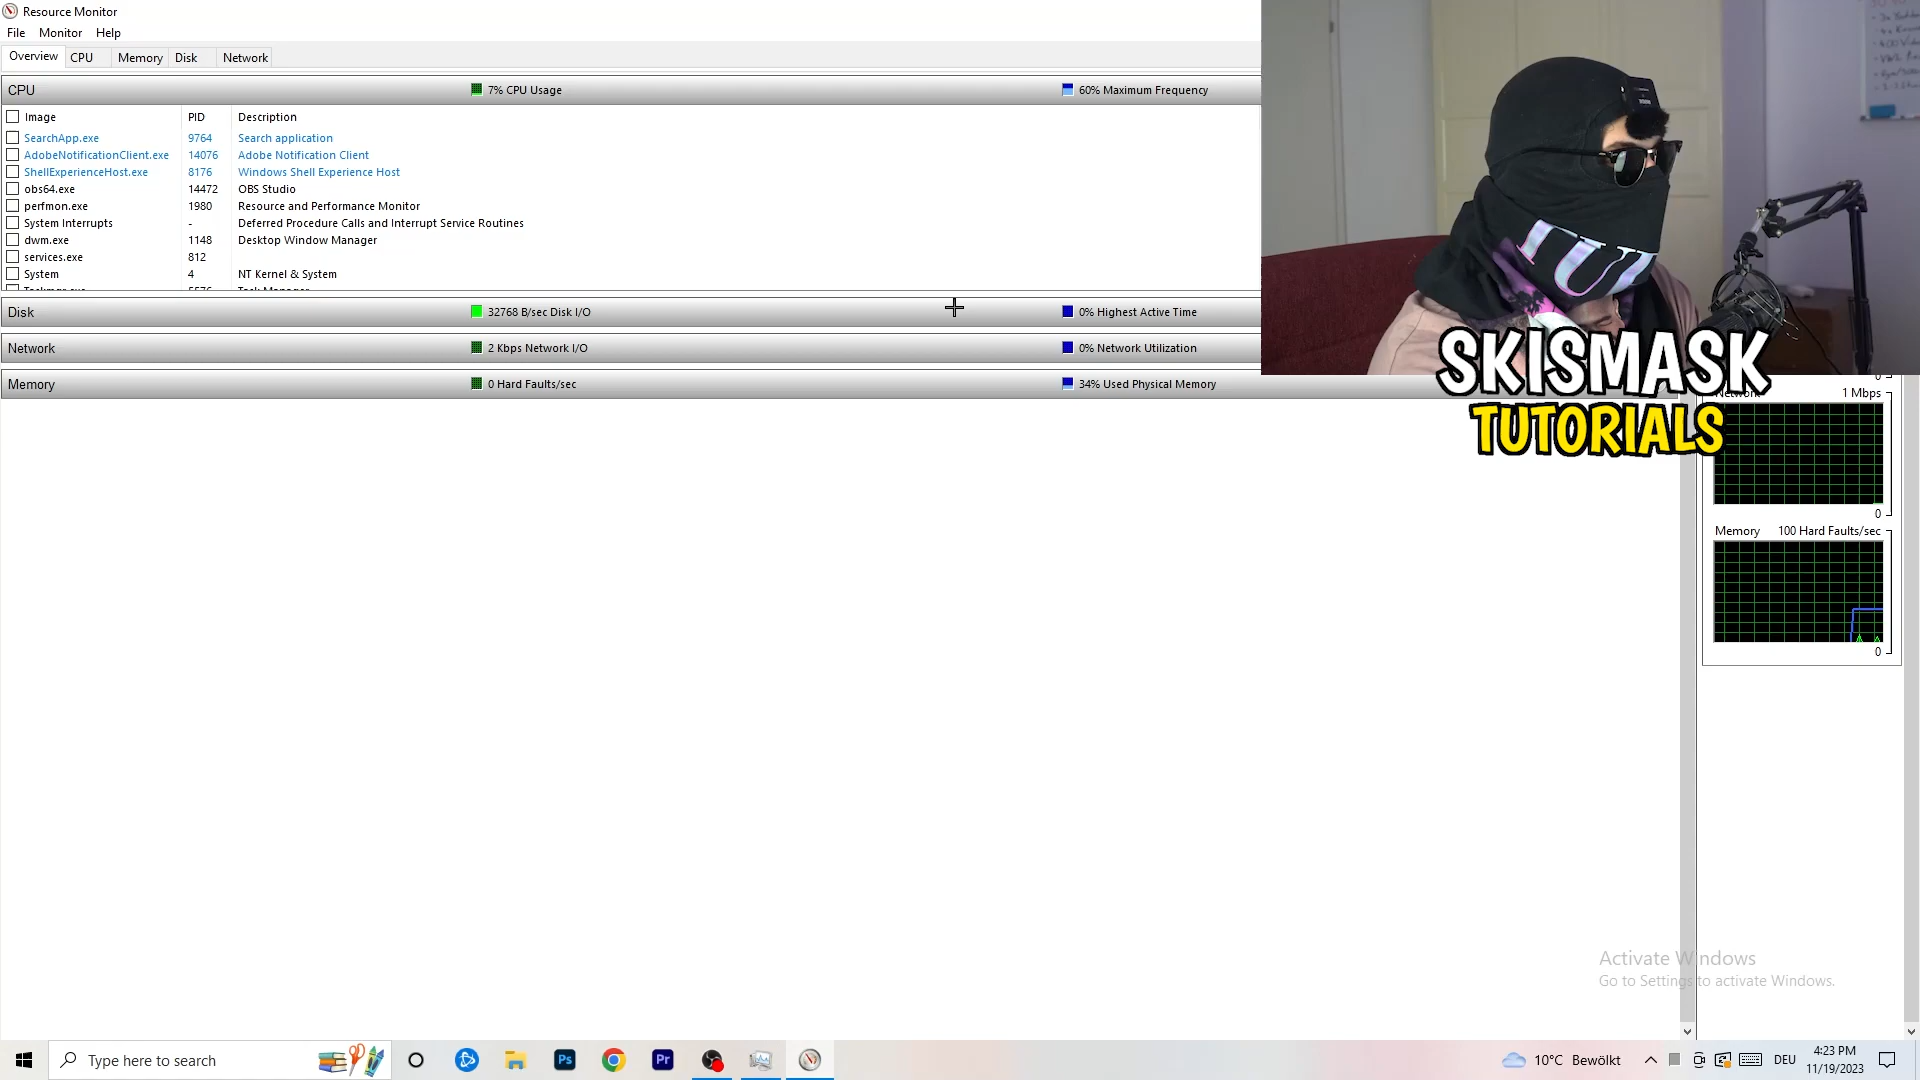 Resource Monitor
File Monitor Help
Overview CPU Memory Disk Network
CPU 7% CPU Usage 60% Maximum Frequency
Image PID Description
SearchApp.exe 9764 Search application
AdobeNotificationClient.exe 14076 Adobe Notification Client
ShellExperienceHost.exe 8176 Windows Shell Experience Host
obs64.exe 14472 OBS Studio
perfmon.exe 1980 Resource and Performance Monitor
System Interrupts - Deferred Procedure Calls and Interrupt Service Routines
dwm.exe 1148 Desktop Window Manager
services.exe 812
System 4 NT Kernel & System
Disk 32768 B/sec Disk I/O 0% Highest Active Time
Network 2 Kbps Network I/O 0% Network Utilization
Memory 0 Hard Faults/sec 34% Used Physical Memory
SKISMASK
TUTORIALS
Network 1 Mbps
0
Memory 100 Hard Faults/sec
0
Activate Windows
Go to Settings to activate Windows.
Type here to search
Ps
Pr
10°C Bewölkt
DEU
4:23 PM
11/19/2023